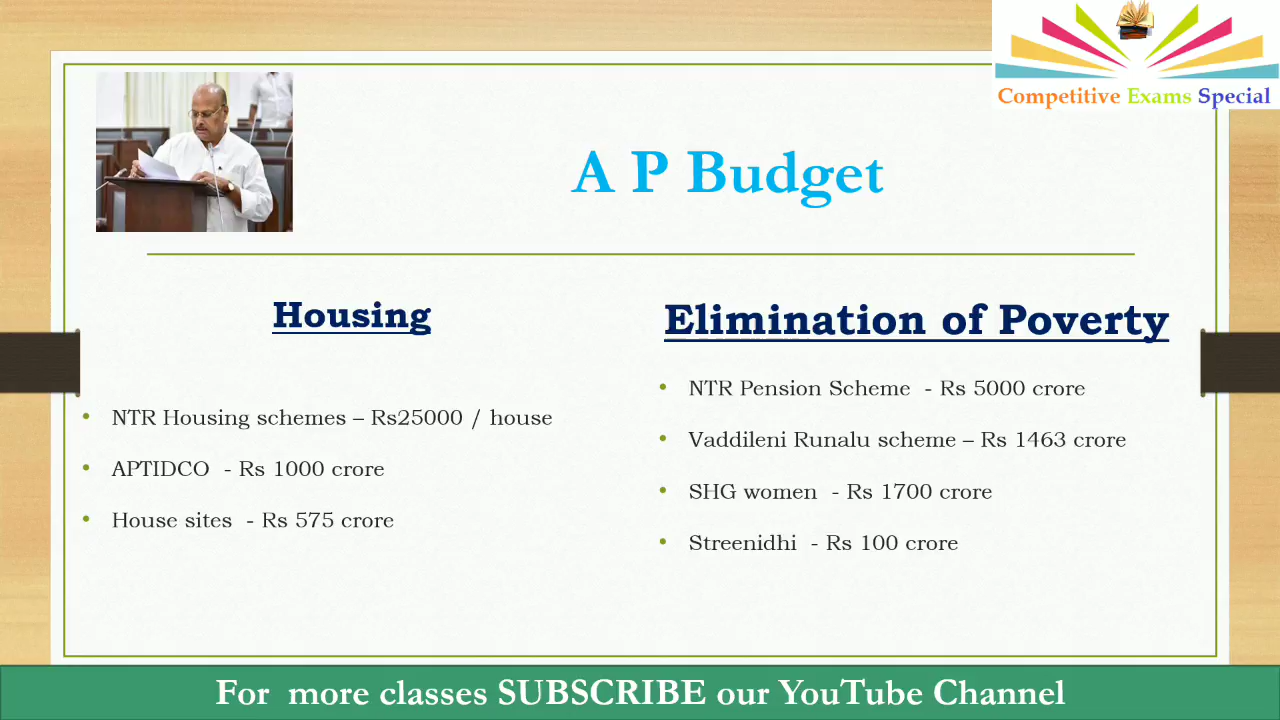 Competitive Exams Special
A P Budget
Housing
NTR Housing schemes – Rs25000 / house
APTIDCO - Rs 1000 crore
House sites - Rs 575 crore
Elimination of Poverty
NTR Pension Scheme - Rs 5000 crore
Vaddileni Runalu scheme – Rs 1463 crore
SHG women - Rs 1700 crore
Streenidhi - Rs 100 crore
For more classes SUBSCRIBE our YouTube Channel